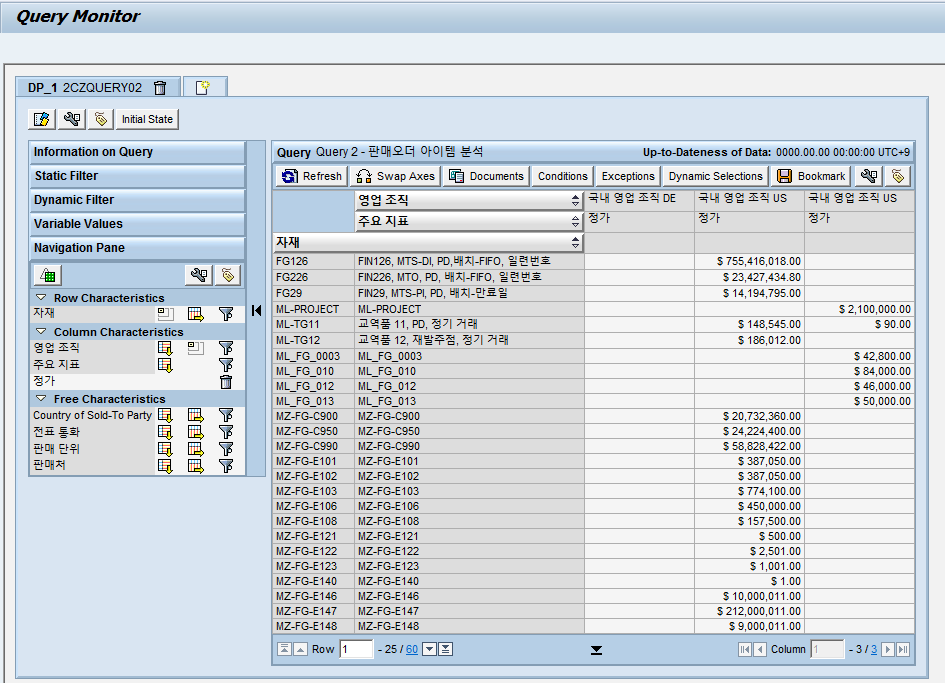 Query Monitor
DP_1 2CZQUERY02
Initial State
Information on Query
Static Filter
Dynamic Filter
Variable Values
Navigation Pane
Row Characteristics
자재
Column Characteristics
영업 조직
주요 지표
정가
Free Characteristics
Country of Sold-To Party
전표 통화
판매 단위
판매처
Query Query 2 - 판매오더 아이템 분석 Up-to-Dateness of Data: 0000.00.00 00:00:00 UTC+9
Refresh Swap Axes Documents Conditions Exceptions Dynamic Selections Bookmark
영업 조직 국내 영업 조직 DE 국내 영업 조직 US 국내 영업 조직 US
주요 지표 정가 정가 정가
자재
FG126 FIN126, MTS-DI, PD,배치-FIFO, 일련번호 $ 755,416,018.00
FG226 FIN226, MTO, PD, 배치-FIFO, 일련번호 $ 23,427,434.80
FG29 FIN29, MTS-PI, PD, 배치-만료일 $ 14,194,795.00
ML-PROJECT ML-PROJECT $ 2,100,000.00
ML-TG11 교역품 11, PD, 정기 거래 $ 148,545.00 $ 90.00
ML-TG12 교역품 12, 재발주점, 정기 거래 $ 186,012.00
ML_FG_0003 ML_FG_0003 $ 42,800.00
ML_FG_010 ML_FG_010 $ 84,000.00
ML_FG_012 ML_FG_012 $ 46,000.00
ML_FG_013 ML_FG_013 $ 50,000.00
MZ-FG-C900 MZ-FG-C900 $ 20,732,360.00
MZ-FG-C950 MZ-FG-C950 $ 24,224,400.00
MZ-FG-C990 MZ-FG-C990 $ 58,828,422.00
MZ-FG-E101 MZ-FG-E101 $ 387,050.00
MZ-FG-E102 MZ-FG-E102 $ 387,050.00
MZ-FG-E103 MZ-FG-E103 $ 774,100.00
MZ-FG-E106 MZ-FG-E106 $ 450,000.00
MZ-FG-E108 MZ-FG-E108 $ 157,500.00
MZ-FG-E121 MZ-FG-E121 $ 500.00
MZ-FG-E122 MZ-FG-E122 $ 2,501.00
MZ-FG-E123 MZ-FG-E123 $ 1,001.00
MZ-FG-E140 MZ-FG-E140 $ 1.00
MZ-FG-E146 MZ-FG-E146 $ 10,000,011.00
MZ-FG-E147 MZ-FG-E147 $ 212,000,011.00
MZ-FG-E148 MZ-FG-E148 $ 9,000,011.00
Row 1 - 25 / 60 Column 1 - 3 / 3